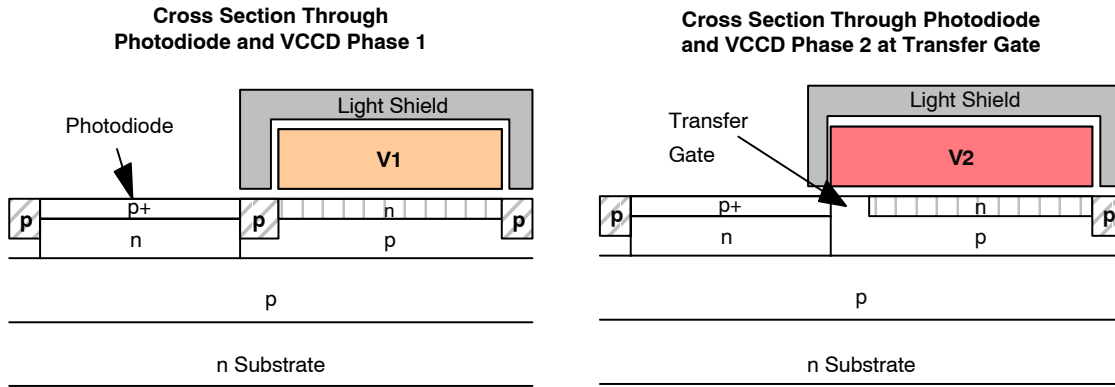 Cross Section Through
Photodiode and VCCD Phase 1
Light Shield
Photodiode
V1
p
p+
p
n
p
n
p
p
n Substrate
Cross Section Through Photodiode
and VCCD Phase 2 at Transfer Gate
Light Shield
Transfer
Gate
V2
p
p+
n
p
n
p
p
n Substrate